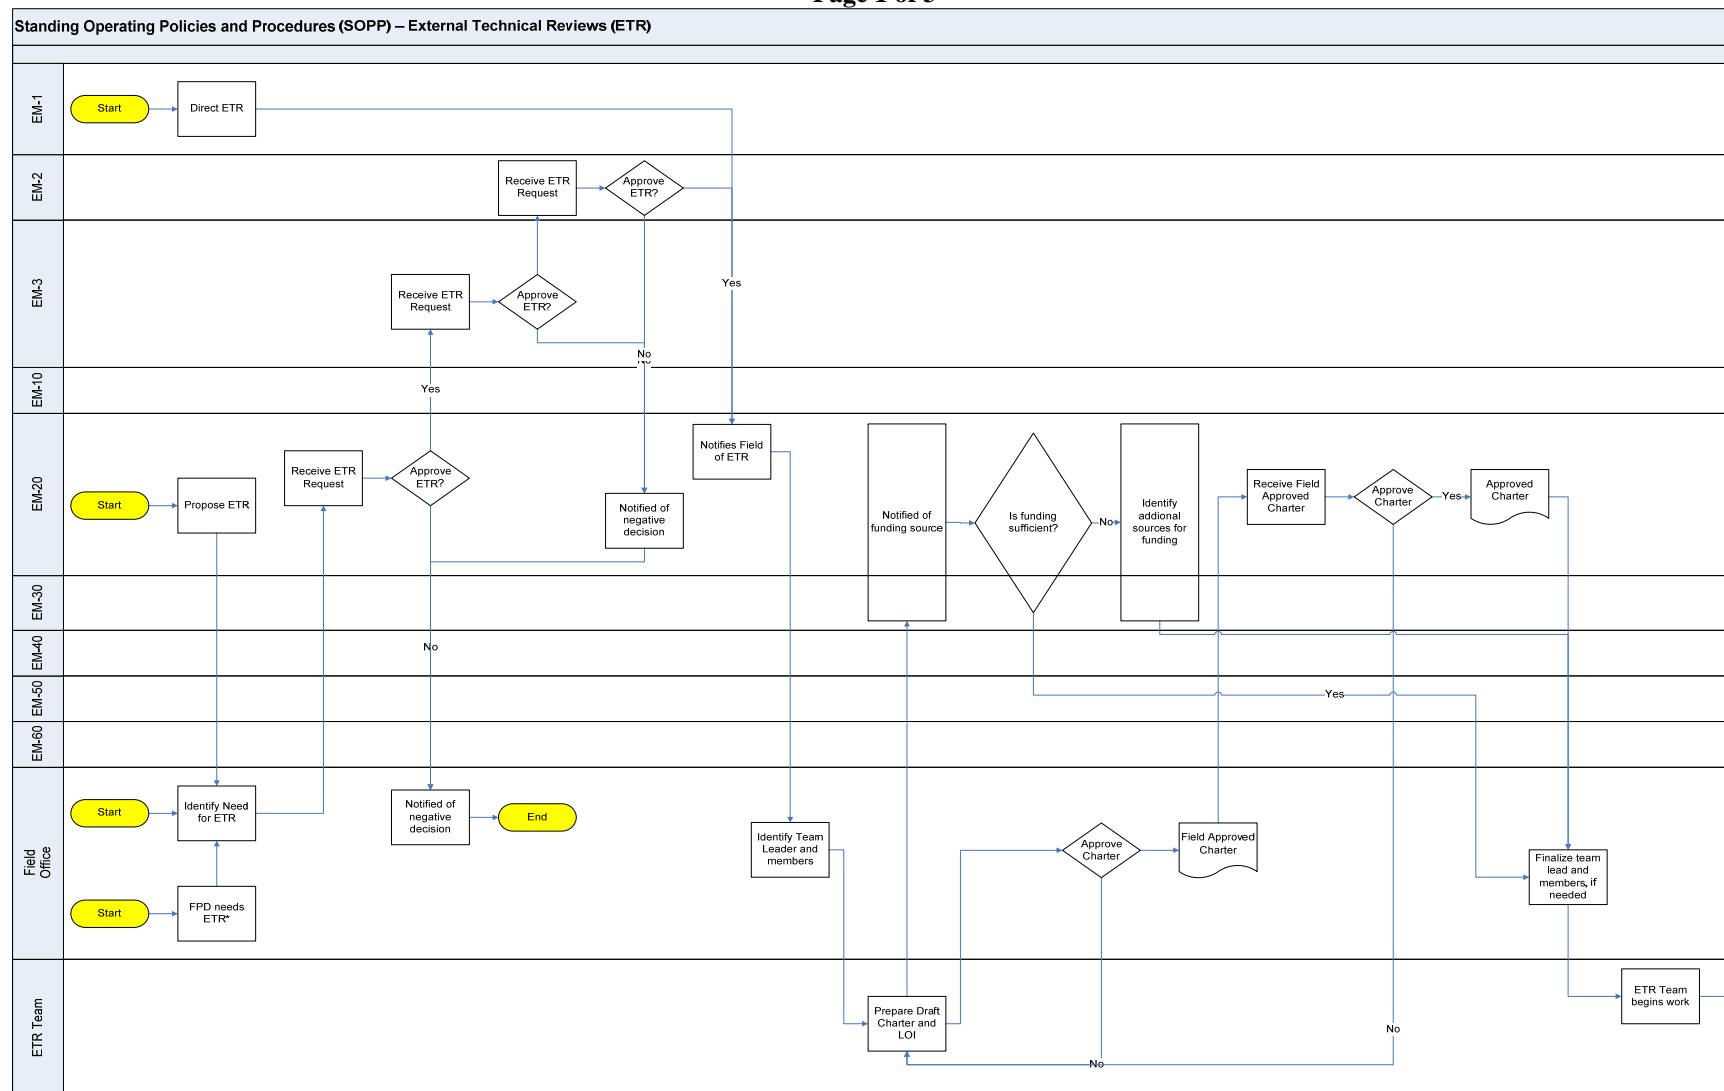 Page 1 of 3
Standing Operating Policies and Procedures (SOPP) – External Technical Reviews (ETR)
EM-1
Start
Direct ETR
EM-2
Receive ETR
Request
Approve
ETR?
EM-3
Receive ETR
Request
Approve
ETR?
Yes
No
No
EM-10
Yes
EM-20
Start
Propose ETR
Receive ETR
Request
Approve
ETR?
Notified of
negative
decision
Notifies Field
of ETR
Notified of
funding source
Is funding
sufficient?
No
Identify
addional
sources for
funding
Receive Field
Approved
Charter
Approve
Charter
Yes
Approved
Charter
EM-30
EM-40
No
EM-50
Yes
EM-60
Field
Office
Start
Identify Need
for ETR
Notified of
negative
decision
End
Identify Team
Leader and
members
Approve
Charter
Field Approved
Charter
Finalize team
lead and
members, if
needed
Start
FPD needs
ETR*
ETR Team
Prepare Draft
Charter and
LOI
No
No
ETR Team
begins work